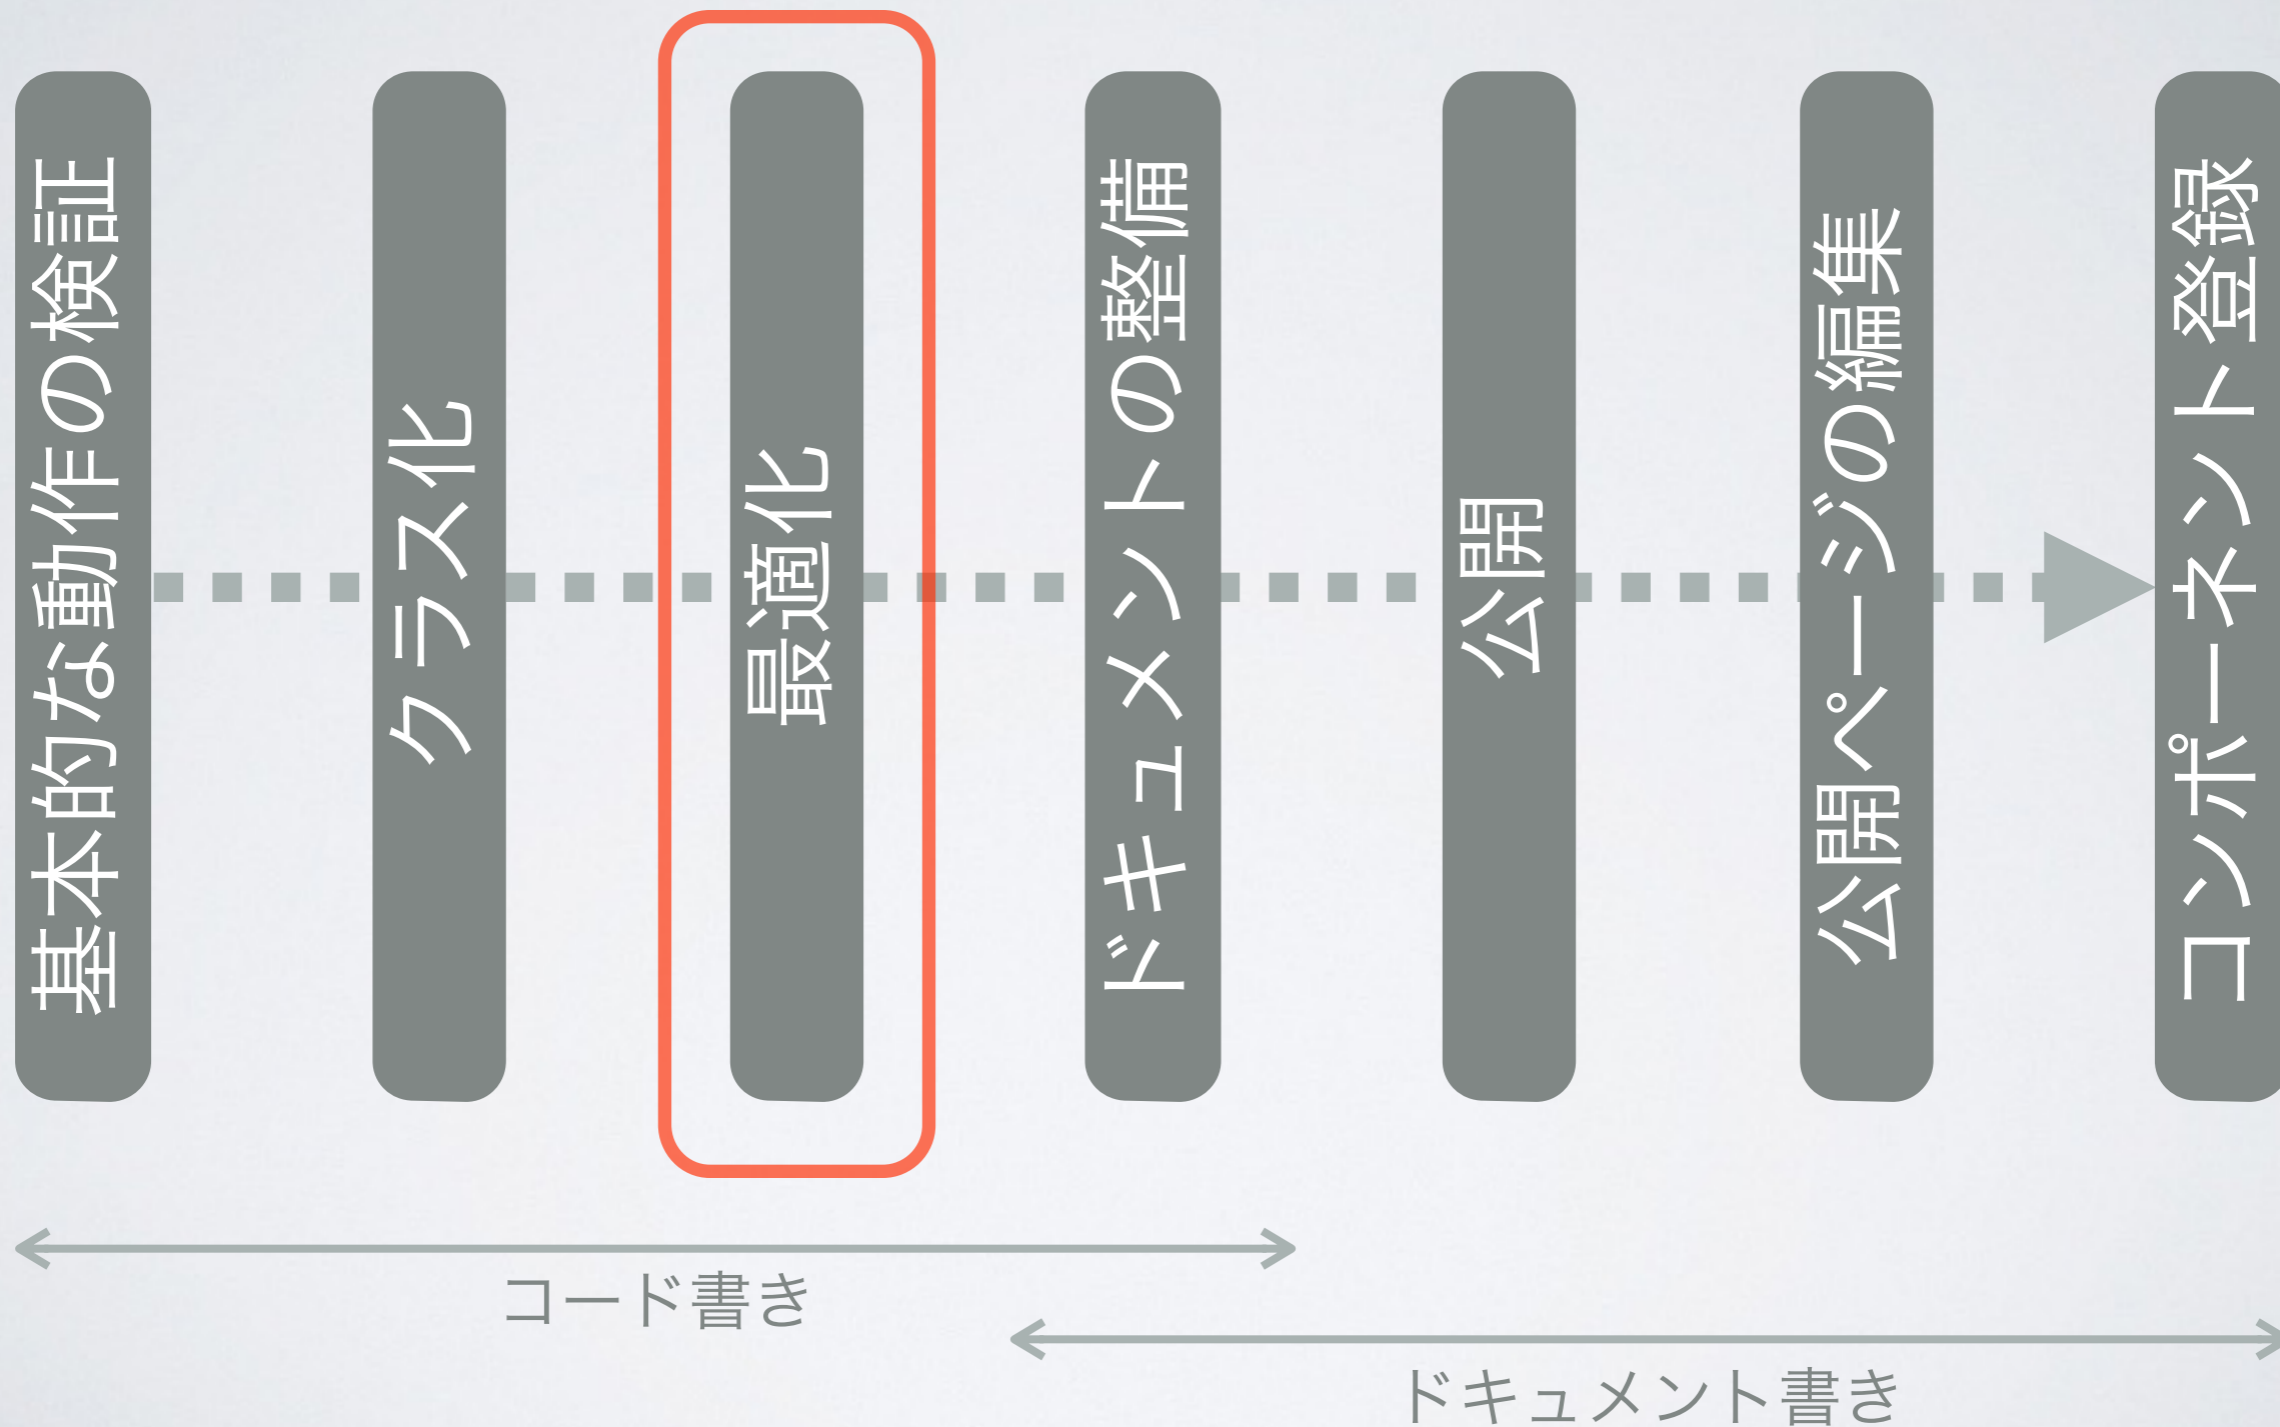 基本的な動作の検証
クラス化
最適化
ドキュメントの整備
公開
公開ページの編集
コンポーネント登録
コード書き
ドキュメント書き